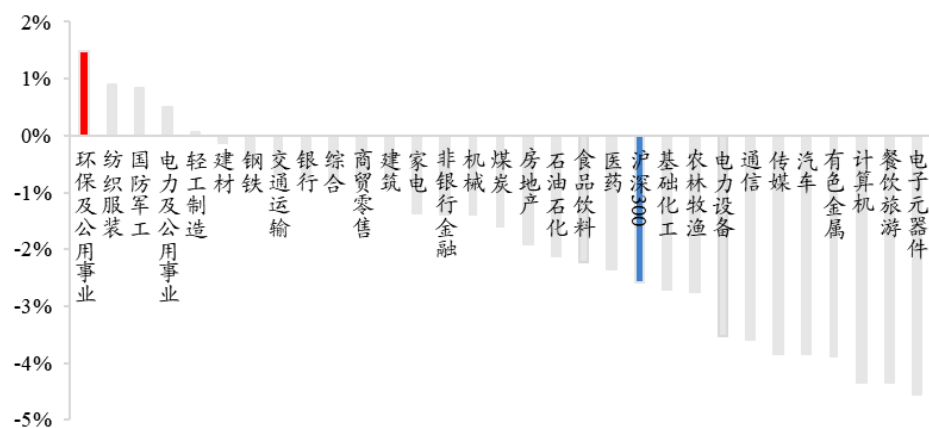 2%
1%
0%
-1%
-2%
-3%
-4%
-5%
环保及公用事业
纺织服装
国防军工
电力及公用事业
轻工制造
建材
钢铁
交通运输
银行
综合
商贸零售
建筑
家电
非银行金融
机械
煤炭
房地产
石油石化
食品饮料
医药
沪深300
基础化工
农林牧渔
电力设备
通信
传媒
汽车
有色金属
计算机
餐饮旅游
电子元器件